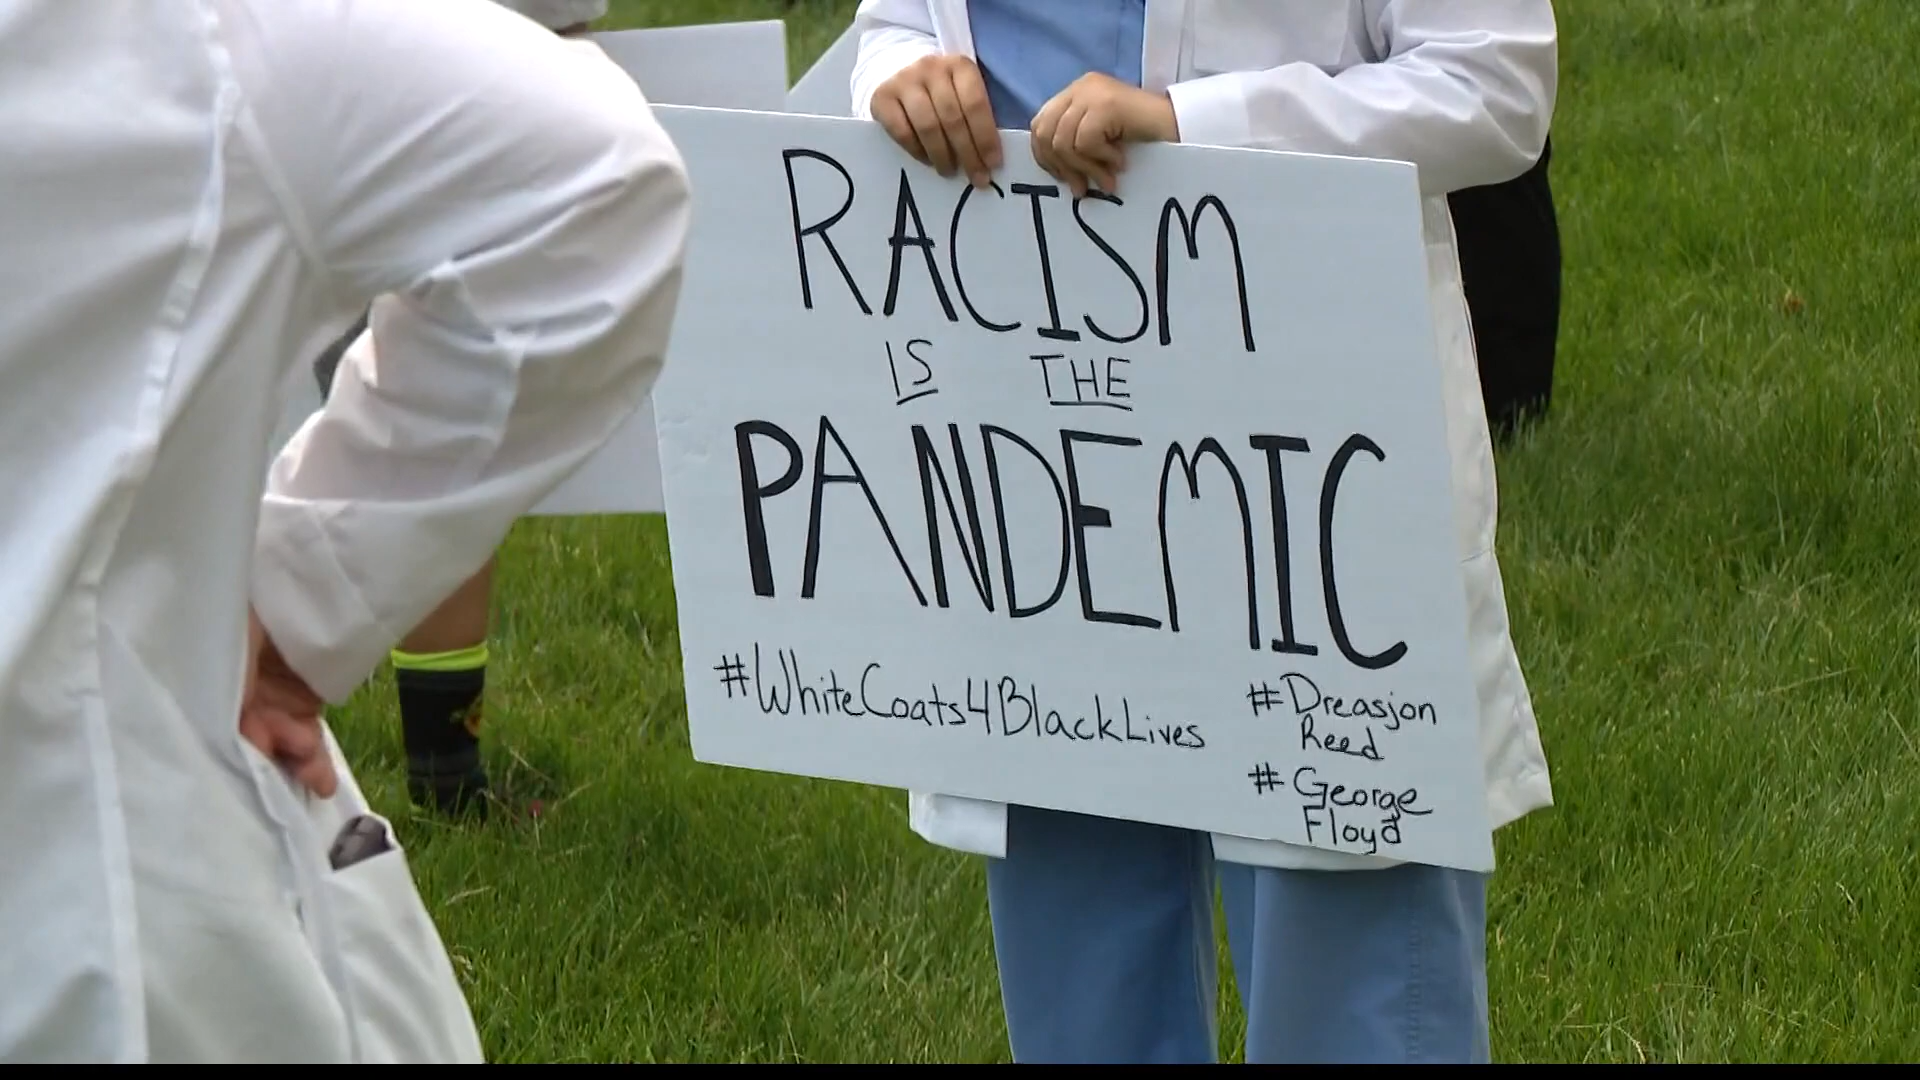 RACISM
IS THE
PANDEMIC
#WhiteCoats4BlackLives
#Dreasjon
Reed
#George
Floyd